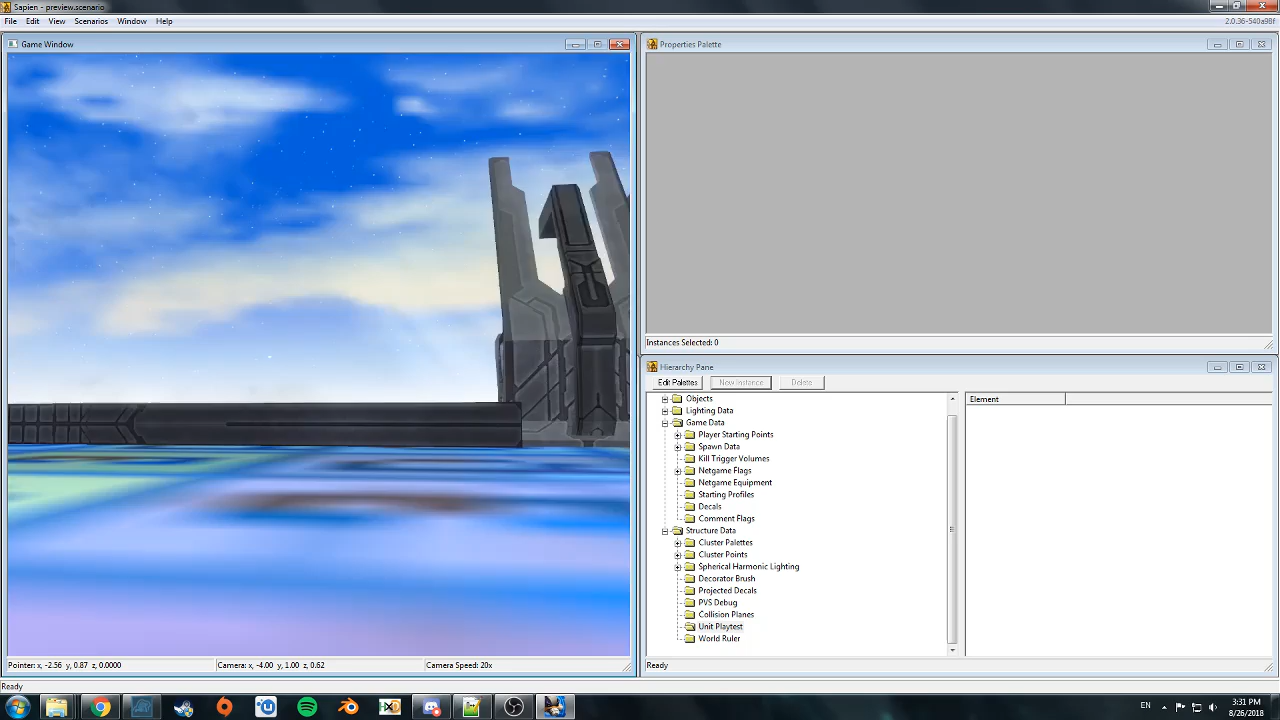 Sapien - preview.scenario
File Edit View Scenarios Window Help
2.0.36-540a98f
Game Window
Pointer: x, -2.56 y, 0.87 z, 0.0000
Camera: x, -4.00 y, 1.00 z, 0.62
Camera Speed: 20x
Properties Palette
Instances Selected: 0
Hierarchy Pane
Edit Palettes New Instance Delete
Objects
Lighting Data
Game Data
Player Starting Points
Spawn Data
Kill Trigger Volumes
Netgame Flags
Netgame Equipment
Starting Profiles
Decals
Comment Flags
Structure Data
Cluster Palettes
Cluster Points
Spherical Harmonic Lighting
Decorator Brush
Projected Decals
PVS Debug
Collision Planes
Unit Playtest
World Ruler
Element
Ready
Ready
EN
3:31 PM
8/26/2018